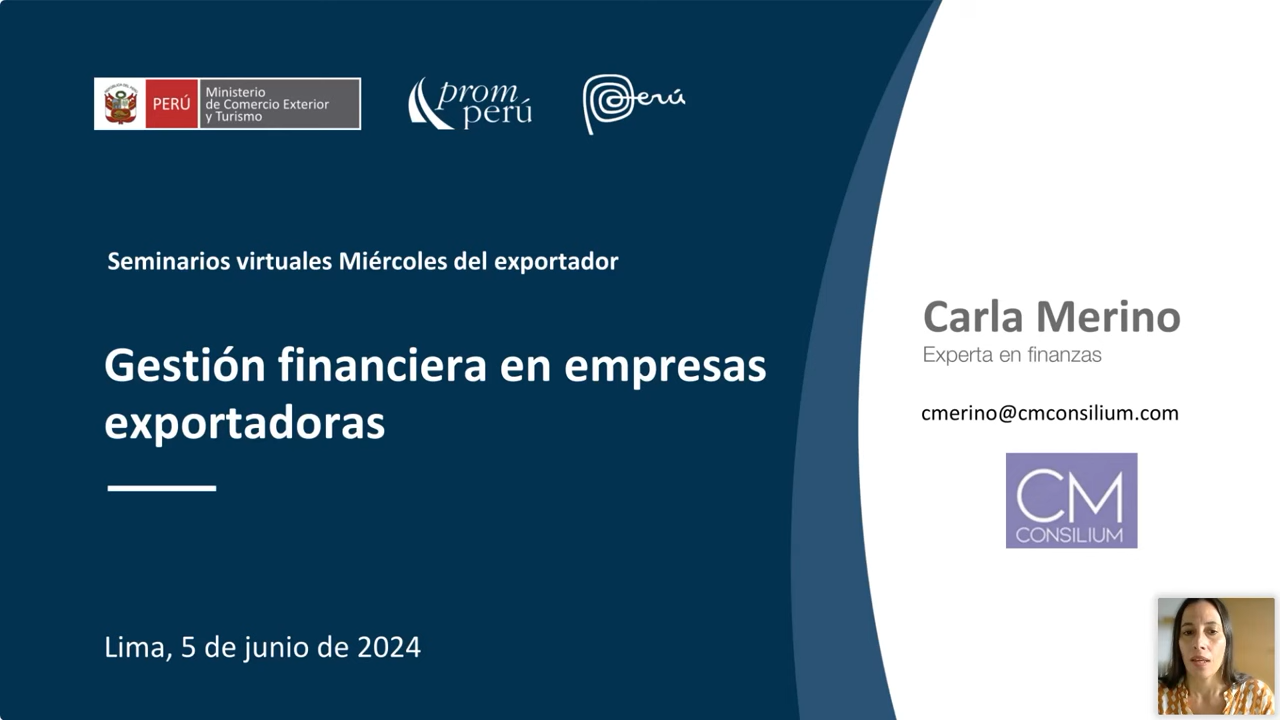 PERÚ
Ministerio
de Comercio Exterior
y Turismo
prom
perú
Perú
Seminarios virtuales Miércoles del exportador
Gestión financiera en empresas
exportadoras
Lima, 5 de junio de 2024
Carla Merino
Experta en finanzas
cmerino@cmconsilium.com
CM
CONSILIUM